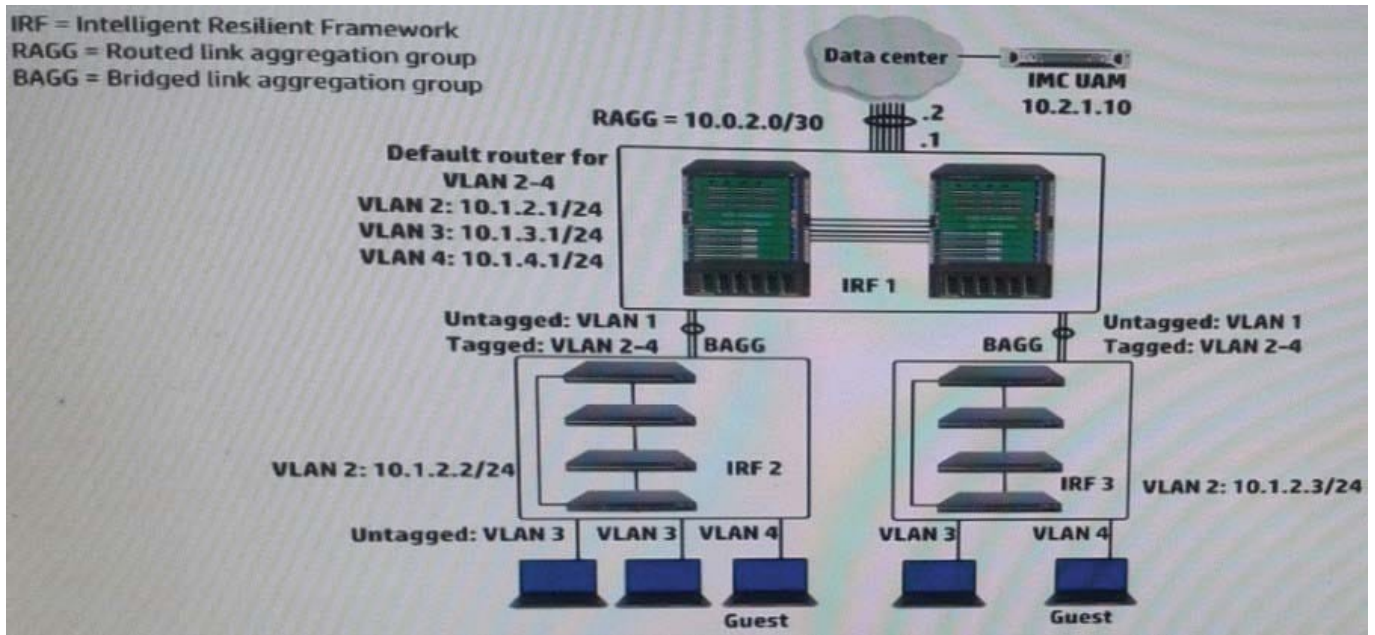 IRF = Intelligent Resilient Framework
RAGG = Routed link aggregation group
BAGG = Bridged link aggregation group
Data center
IMC UAM
10.2.1.10
RAGG = 10.0.2.0/30
.2
.1
Default router for
VLAN 2-4
VLAN 2: 10.1.2.1/24
VLAN 3: 10.1.3.1/24
VLAN 4: 10.1.4.1/24
IRF 1
Untagged: VLAN 1
Tagged: VLAN 2-4
BAGG
BAGG
Untagged: VLAN 1
Tagged: VLAN 2-4
VLAN 2: 10.1.2.2/24
IRF 2
IRF 3
VLAN 2: 10.1.2.3/24
Untagged: VLAN 3
VLAN 3
VLAN 4
VLAN 3
VLAN 4
Guest
Guest